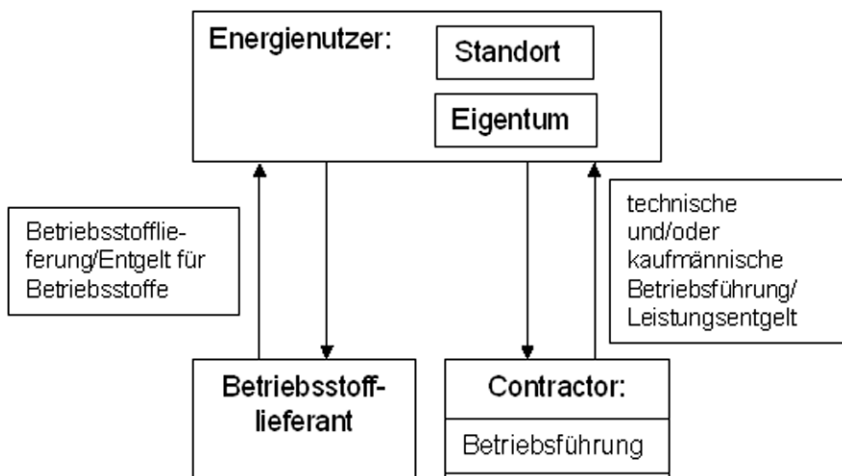 Energienutzer:
Standort
Eigentum
Betriebsstofflie-
ferung/Entgelt für
Betriebsstoffe
technische
und/oder
kaufmännische
Betriebsführung/
Leistungsentgelt
Betriebsstoff-
lieferant
Contractor:
Betriebsführung